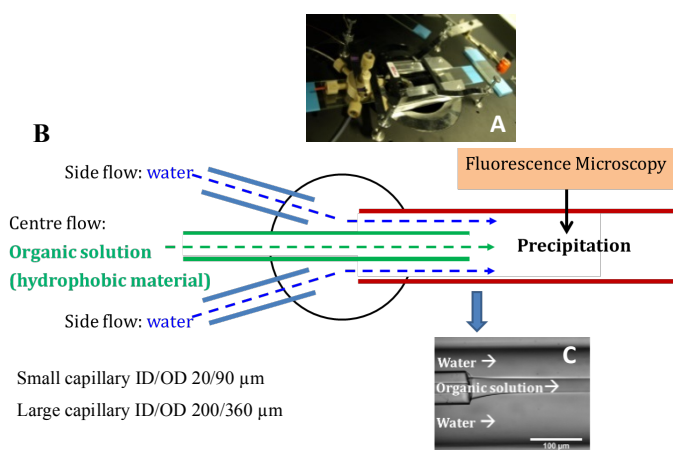 A
B
Fluorescence Microscopy
Side flow: water
Centre flow:
Organic solution
(hydrophobic material)
Precipitation
Side flow: water
C
Water →
Organic solution →
Water →
100 µm
Small capillary ID/OD 20/90 µm
Large capillary ID/OD 200/360 µm